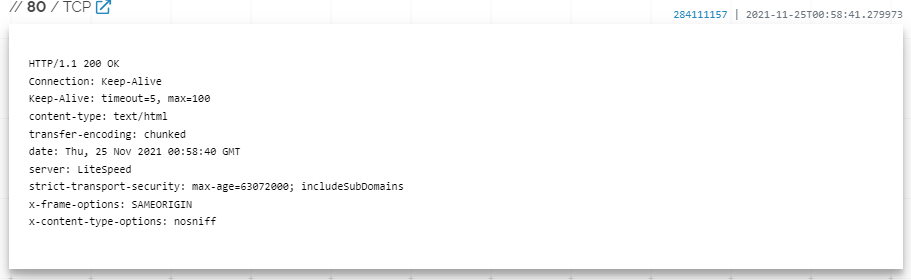 // 80 / TCP
284111157 | 2021-11-25T00:58:41.279973
HTTP/1.1 200 OK
Connection: Keep-Alive
Keep-Alive: timeout=5, max=100
content-type: text/html
transfer-encoding: chunked
date: Thu, 25 Nov 2021 00:58:40 GMT
server: LiteSpeed
strict-transport-security: max-age=63072000; includeSubDomains
x-frame-options: SAMEORIGIN
x-content-type-options: nosniff